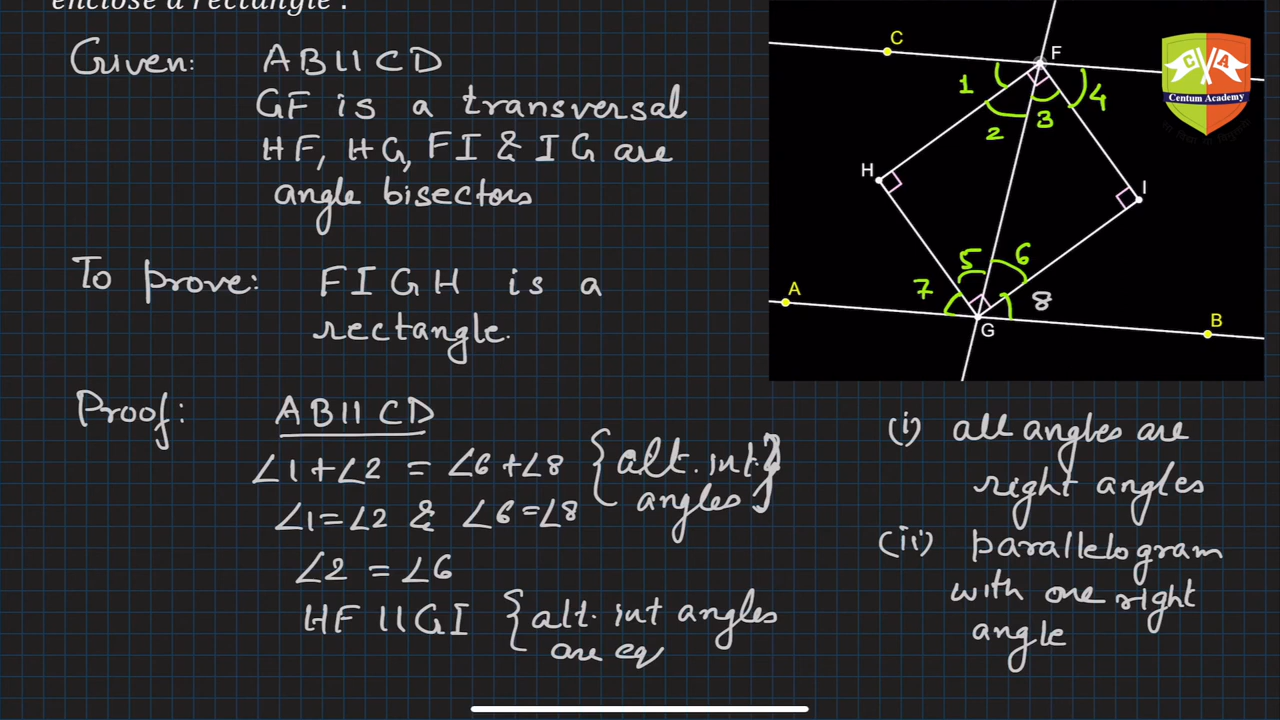 enclose a rectangle .
Given: AB || CD
GF is a transversal
HF, HG, FI & IG are
angle bisectors
To prove: FIGH is a
rectangle.
Proof: AB || CD
∠1+∠2 = ∠6+∠8 {alt. int. angles}
∠1=∠2 & ∠6=∠8
∠2 = ∠6
HF || GI {alt. int angles
are eq
C
F
1
4
2
3
H
I
5
6
7
8
A
G
B
C A
Centum Academy
(i) all angles are
right angles
(ii) parallelogram
with one right
angle